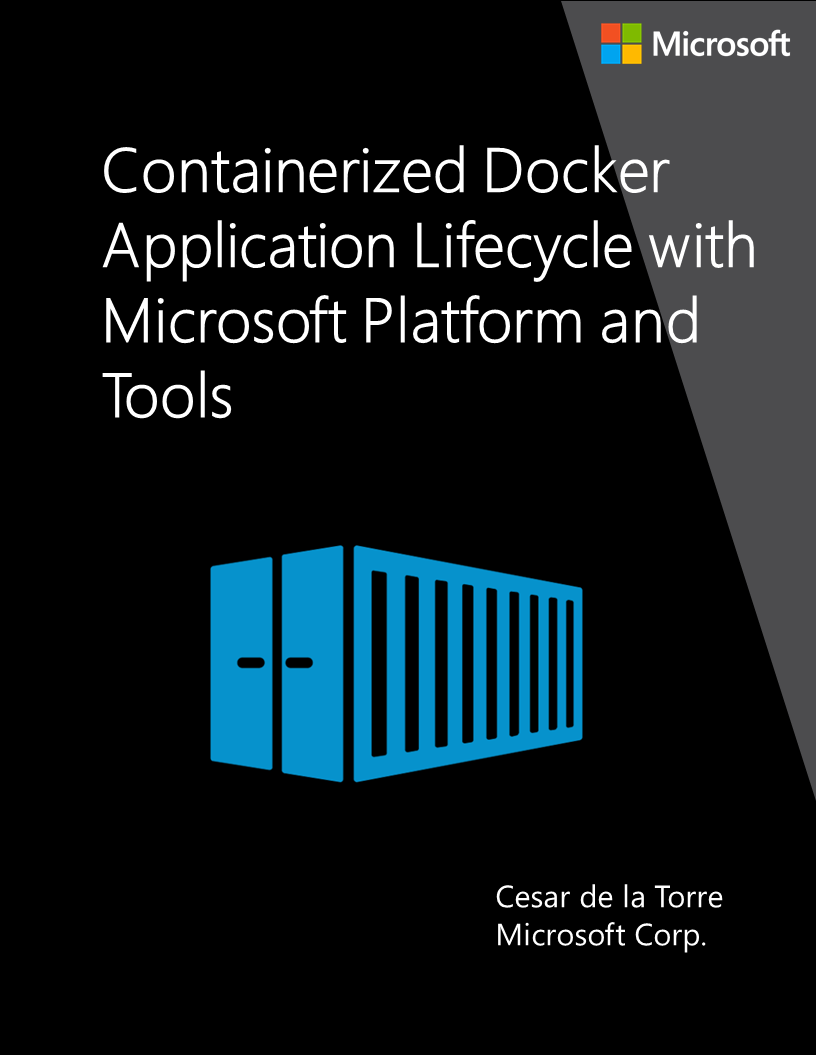 Microsoft
Containerized Docker
Application Lifecycle with
Microsoft Platform and
Tools
Cesar de la Torre
Microsoft Corp.